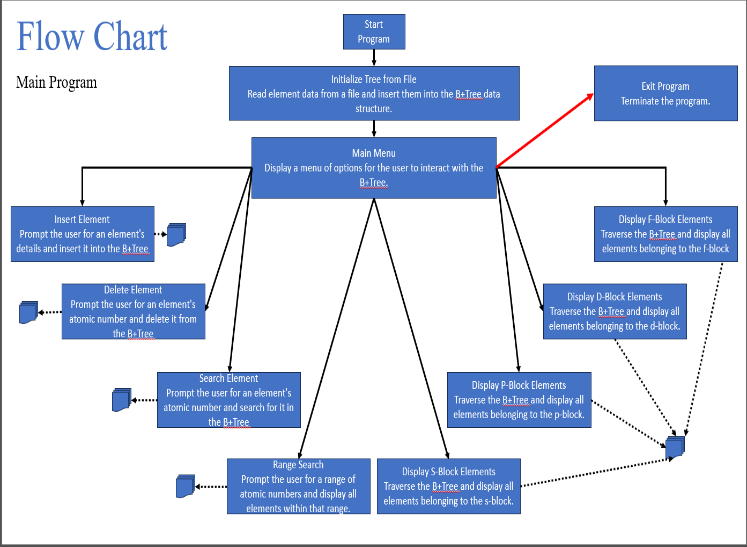 Flow Chart
Main Program
Start
Program
Initialize Tree from File
Read element data from a file and insert them into the B+Tree data
structure.
Exit Program
Terminate the program.
Main Menu
Display a menu of options for the user to interact with the
B+Tree.
Insert Element
Prompt the user for an element's
details and insert it into the B+Tree
Display F-Block Elements
Traverse the B+Tree and display all
elements belonging to the f-block
Delete Element
Prompt the user for an element's
atomic number and delete it from
the B+Tree
Display D-Block Elements
Traverse the B+Tree and display all
elements belonging to the d-block.
Search Element
Prompt the user for an element's
atomic number and search for it in
the B+Tree
Display P-Block Elements
Traverse the B+Tree and display all
elements belonging to the p-block.
Range Search
Prompt the user for a range of
atomic numbers and display all
elements within that range.
Display S-Block Elements
Traverse the B+Tree and display all
elements belonging to the s-block.